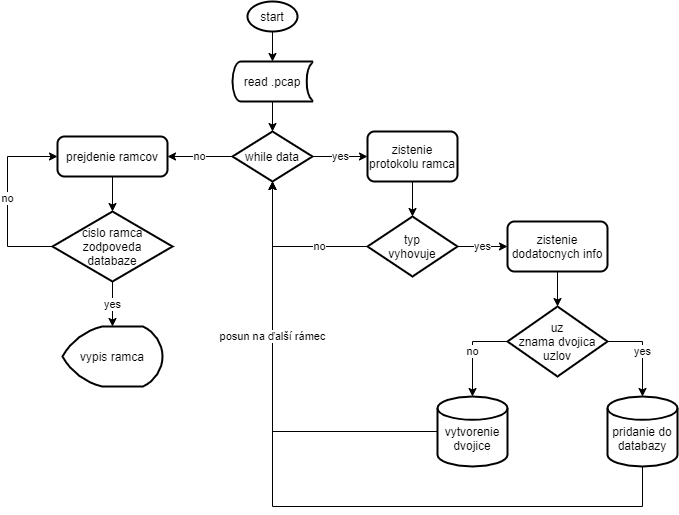 start
read .pcap
while data
no
yes
prejdenie ramcov
zistenie
protokolu ramca
no
cislo ramca
zodpoveda
databaze
typ
vyhovuje
no
yes
zistenie
dodatocnych info
yes
vypis ramca
posun na ďalší rámec
uz
znama dvojica
uzlov
no
yes
vytvorenie
dvojice
pridanie do
databazy